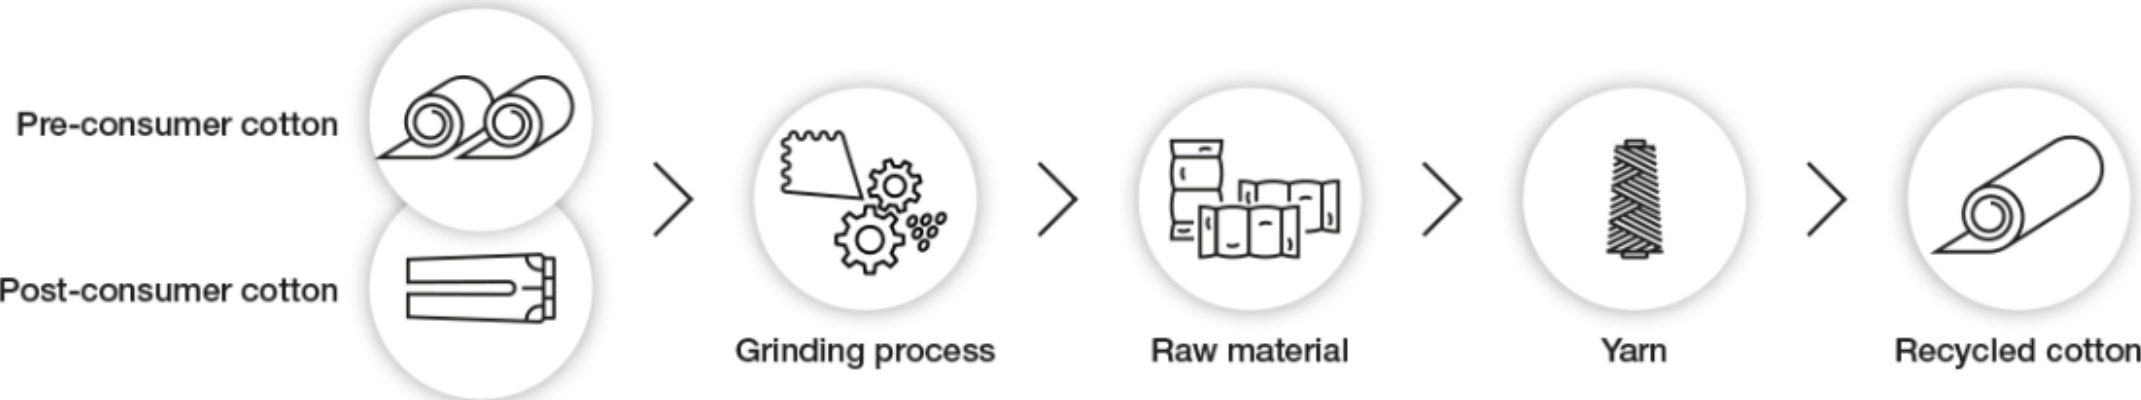 Pre-consumer cotton
Post-consumer cotton
Grinding process
Raw material
Yarn
Recycled cotton